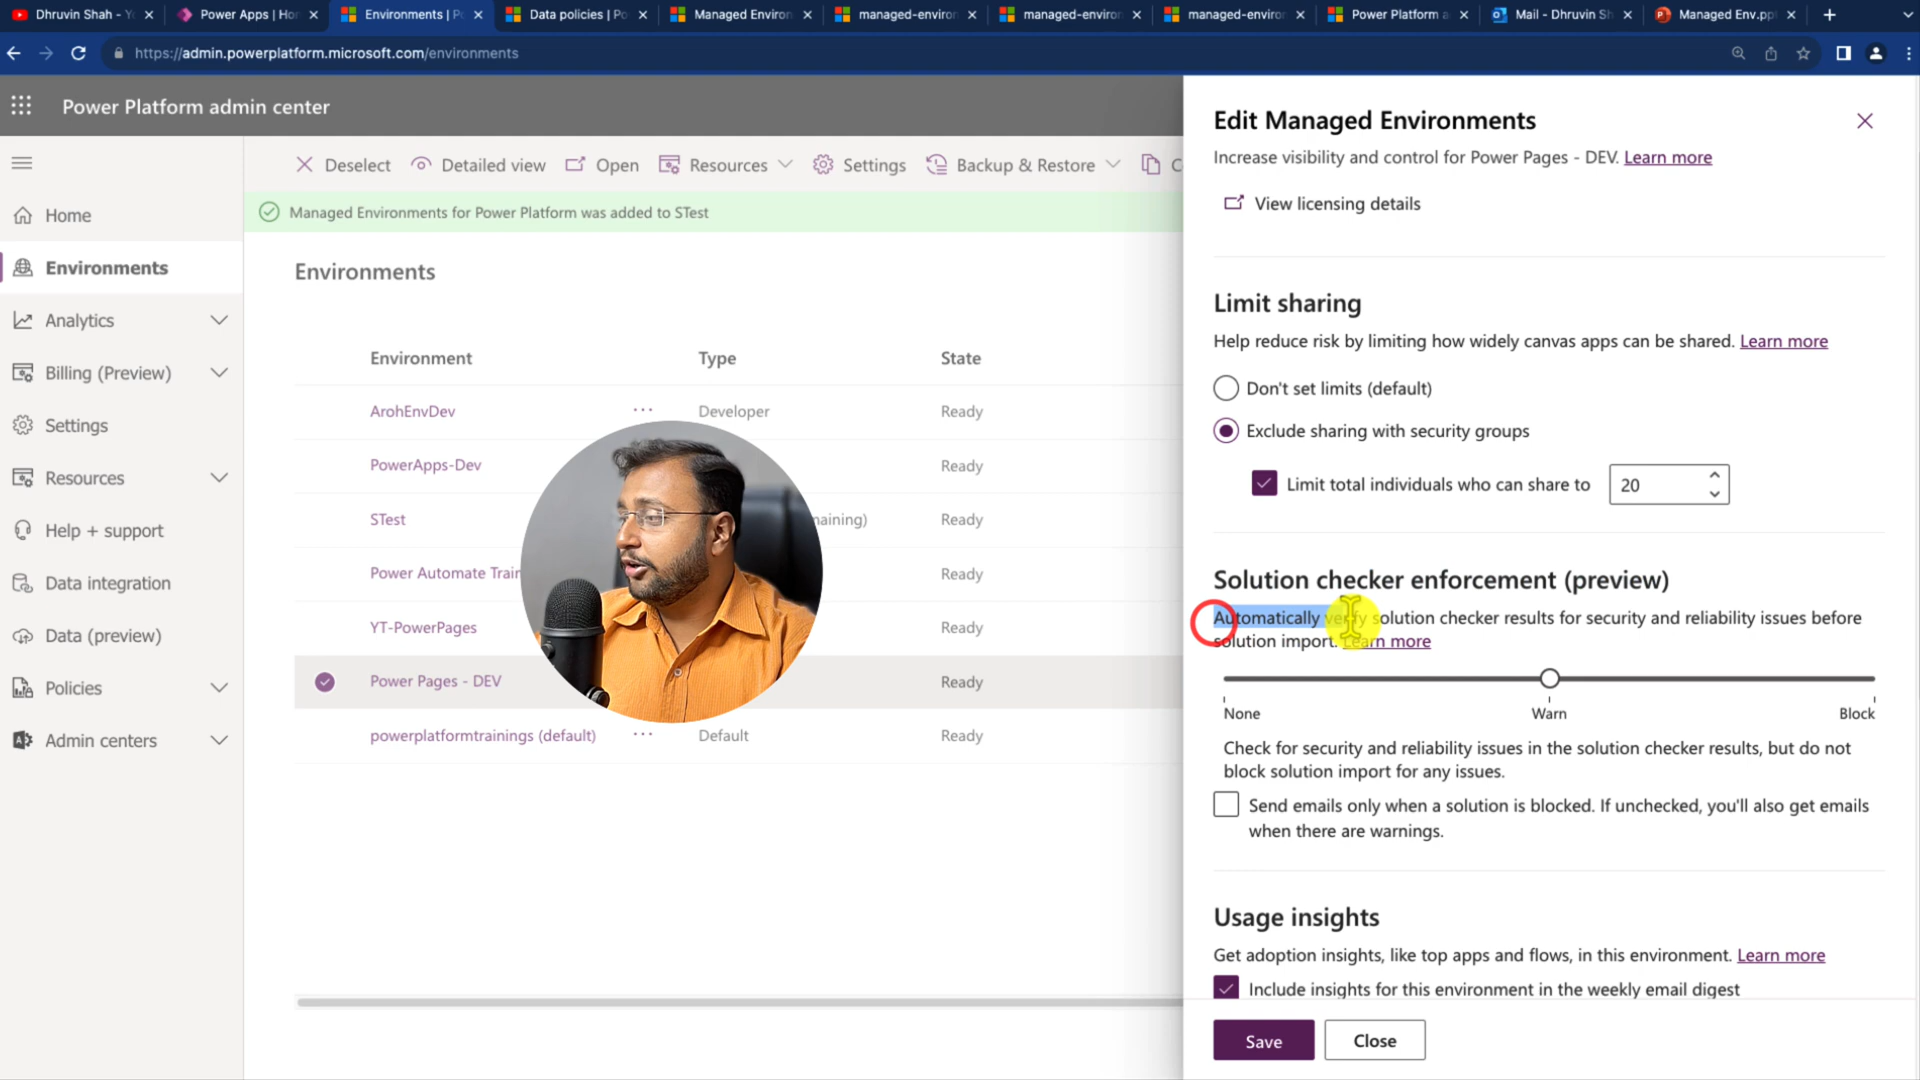 Dhruvin Shah - Y
Power Apps | Hor
Environments | P
Data policies | Po
Managed Environ
managed-environ
managed-environ
managed-environ
Power Platform a
Mail - Dhruvin Sh
Managed Env.pp
https://admin.powerplatform.microsoft.com/environments
Power Platform admin center
Home
Environments
Analytics
Billing (Preview)
Settings
Resources
Help + support
Data integration
Data (preview)
Policies
Admin centers
Deselect
Detailed view
Open
Resources
Settings
Backup & Restore
Managed Environments for Power Platform was added to STest
Environments
Environment Type State
ArohEnvDev ... Developer Ready
PowerApps-Dev Ready
STest aining) Ready
Power Automate Train Ready
YT-PowerPages Ready
Power Pages - DEV Ready
powerplatformtrainings (default) ... Default Ready
Edit Managed Environments
Increase visibility and control for Power Pages - DEV. Learn more
View licensing details
Limit sharing
Help reduce risk by limiting how widely canvas apps can be shared. Learn more
Don't set limits (default)
Exclude sharing with security groups
Limit total individuals who can share to 20
Solution checker enforcement (preview)
Automatically verify solution checker results for security and reliability issues before
solution import. Learn more
None Warn Block
Check for security and reliability issues in the solution checker results, but do not
block solution import for any issues.
Send emails only when a solution is blocked. If unchecked, you'll also get emails
when there are warnings.
Usage insights
Get adoption insights, like top apps and flows, in this environment. Learn more
Include insights for this environment in the weekly email digest
Save Close